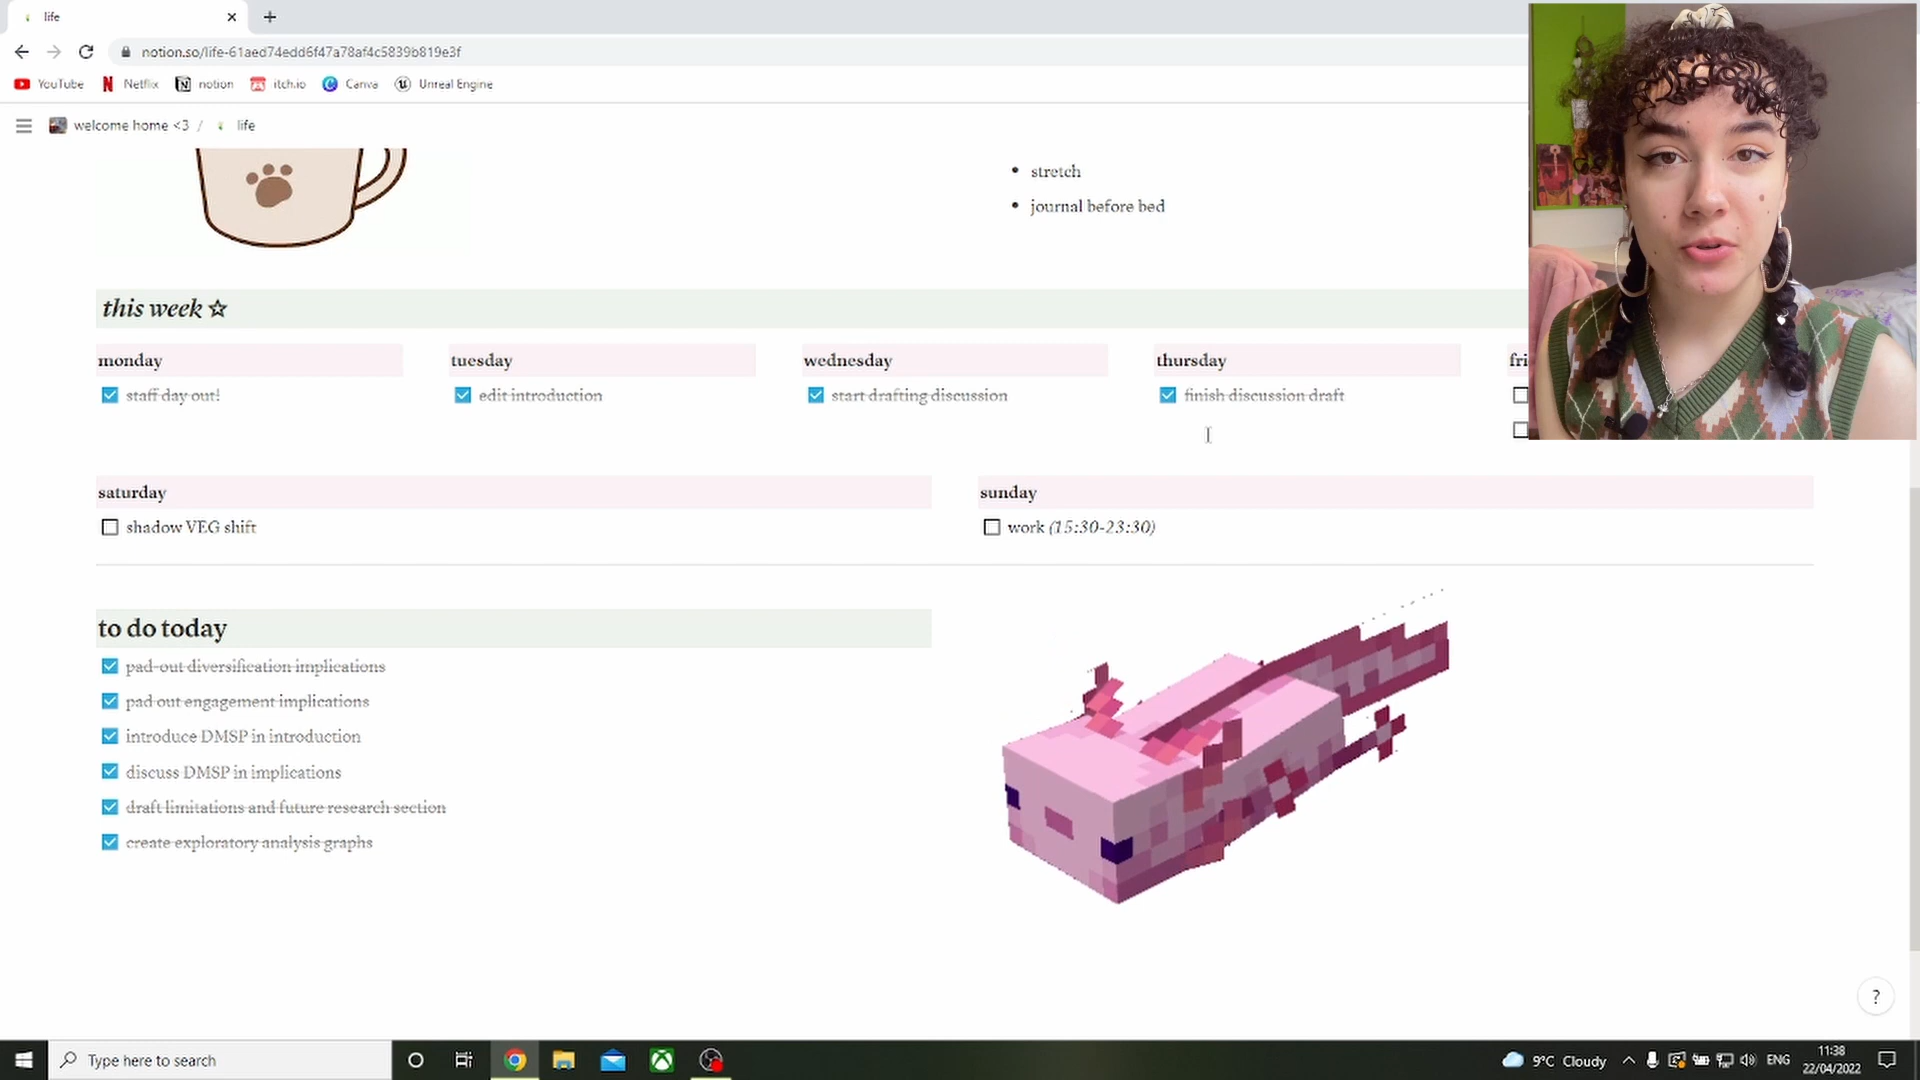 life
notion.so/life-61aed74edd6f47a78af4c5839b819e3f
YouTube Netflix notion itch.io Canva Unreal Engine
welcome home <3 / life
• stretch
• journal before bed
this week ☆
monday tuesday wednesday thursday fri
staff day out! edit introduction start drafting discussion finish discussion draft
saturday sunday
shadow VEG shift work (15:30-23:30)
to do today
pad out diversification implications
pad out engagement implications
introduce DMSP in introduction
discuss DMSP in implications
draft limitations and future research section
create exploratory analysis graphs
?
Type here to search 9°C Cloudy ENG 11:38
22/04/2022